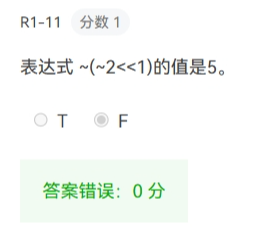 R1-11 分数 1
表达式 ~(~2<<1)的值是5。
T F
答案错误：0 分